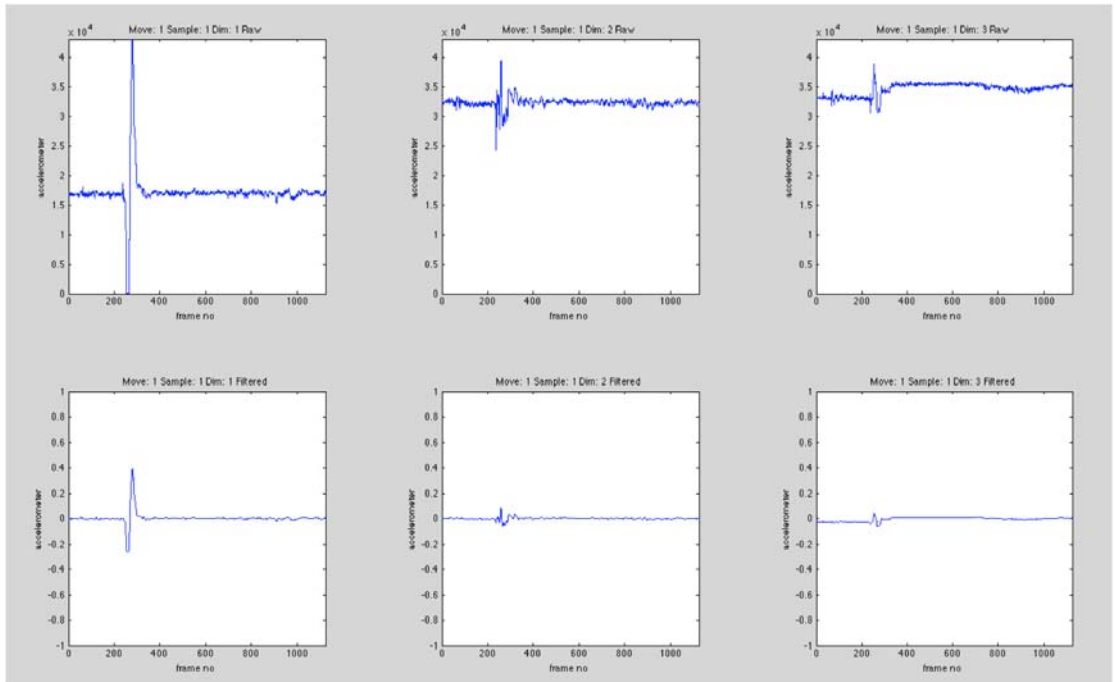 Move: 1 Sample: 1 Dim: 1 Raw
x 10^4
4
3.5
3
2.5
2
1.5
1
0.5
0
accelerometer
0 200 400 600 800 1000
frame no
Move: 1 Sample: 1 Dim: 2 Raw
x 10^4
4
3.5
3
2.5
2
1.5
1
0.5
0
accelerometer
0 200 400 600 800 1000
frame no
Move: 1 Sample: 1 Dim: 3 Raw
x 10^4
4
3.5
3
2.5
2
1.5
1
0.5
0
accelerometer
0 200 400 600 800 1000
frame no
Move: 1 Sample: 1 Dim: 1 Filtered
1
0.8
0.6
0.4
0.2
0
-0.2
-0.4
-0.6
-0.8
-1
accelerometer
0 200 400 600 800 1000
frame no
Move: 1 Sample: 1 Dim: 2 Filtered
1
0.8
0.6
0.4
0.2
0
-0.2
-0.4
-0.6
-0.8
-1
accelerometer
0 200 400 600 800 1000
frame no
Move: 1 Sample: 1 Dim: 3 Filtered
1
0.8
0.6
0.4
0.2
0
-0.2
-0.4
-0.6
-0.8
-1
accelerometer
0 200 400 600 800 1000
frame no